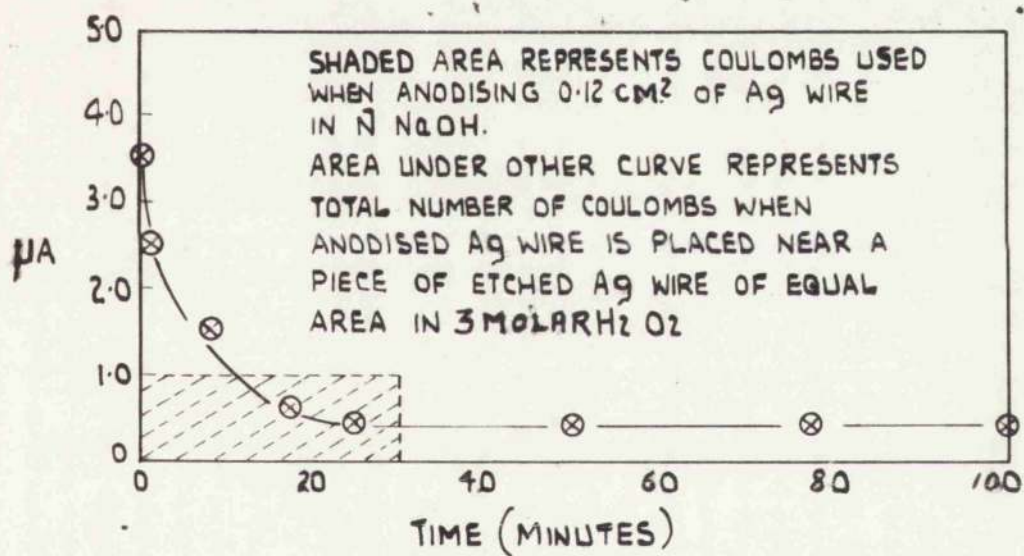 5.0
SHADED AREA REPRESENTS COULOMBS USED
WHEN ANODISING 0.12 CM² OF Ag WIRE
4.0
IN N NaOH.
AREA UNDER OTHER CURVE REPRESENTS
3.0
TOTAL NUMBER OF COULOMBS WHEN
μA
ANODISED Ag WIRE IS PLACED NEAR A
2.0
PIECE OF ETCHED Ag WIRE OF EQUAL
AREA IN 3 MOLAR H2 O2
1.0
0
0 20 40 60 80 100
TIME (MINUTES)